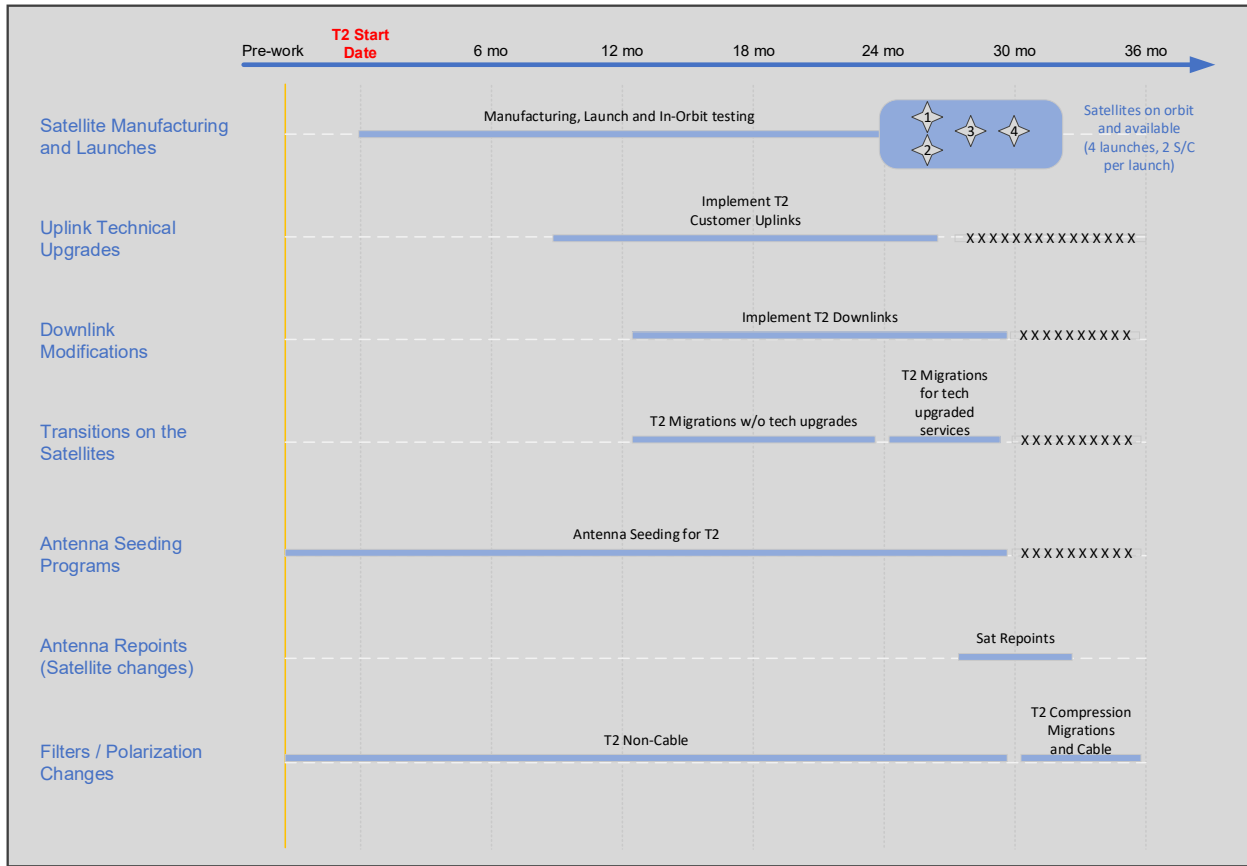 T2 Start
Date
Pre-work
6 mo
12 mo
18 mo
24 mo
30 mo
36 mo
Satellite Manufacturing
and Launches
Manufacturing, Launch and In-Orbit testing
1
2
3
4
Satellites on orbit
and available
(4 launches, 2 S/C
per launch)
Uplink Technical
Upgrades
Implement T2
Customer Uplinks
X X X X X X X X X X X X X X X
Downlink
Modifications
Implement T2 Downlinks
X X X X X X X X X X
Transitions on the
Satellites
T2 Migrations w/o tech upgrades
T2 Migrations
for tech
upgraded
services
X X X X X X X X X X
Antenna Seeding
Programs
Antenna Seeding for T2
X X X X X X X X X X
Antenna Repoints
(Satellite changes)
Sat Repoints
Filters / Polarization
Changes
T2 Non-Cable
T2 Compression
Migrations
and Cable